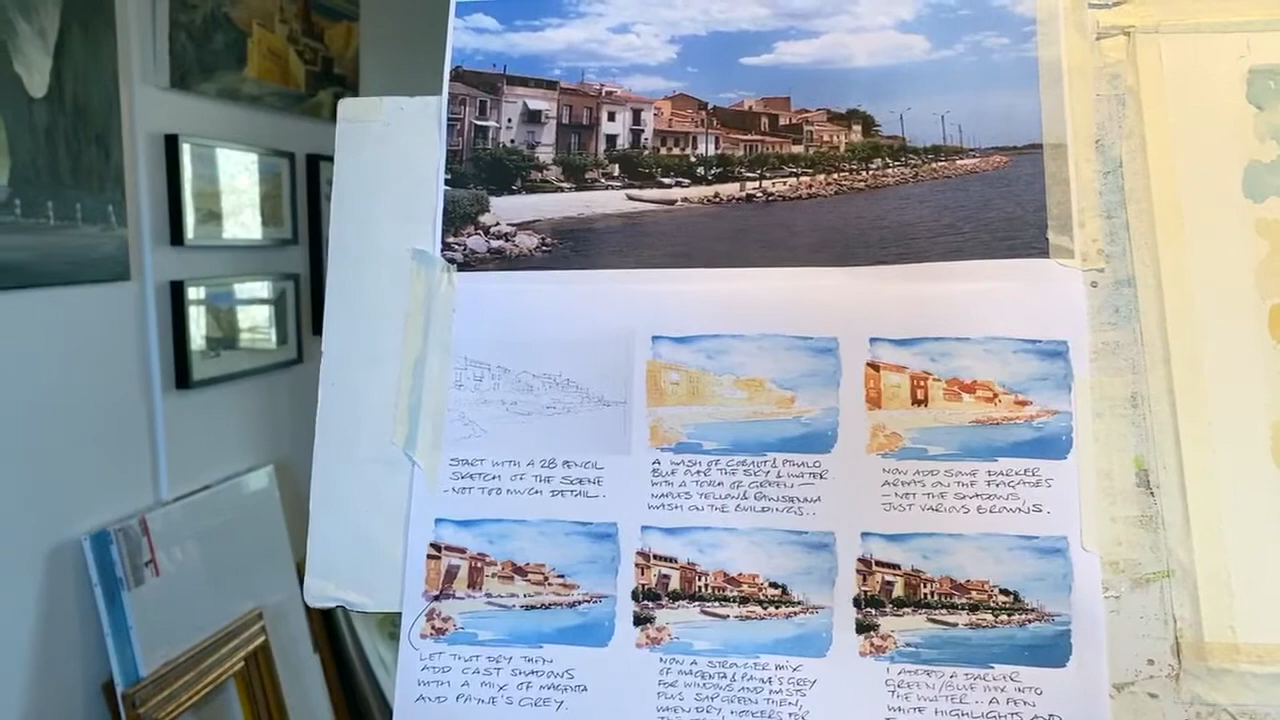 START WITH A 2B PENCIL
SKETCH OF THE SCENE
- NOT TOO MUCH DETAIL.
A WASH OF COBALT & PTHALO
BLUE OVER THE SKY & WATER
WITH A TOUCH OF GREEN —
NAPLES YELLOW & RAW SIENNA
WASH ON THE BUILDINGS..
NOW ADD SOME DARKER
AREAS ON THE FAÇADES
- NOT THE SHADOWS,
JUST VARIOUS BROWNS.
LET THAT DRY THEN
ADD CAST SHADOWS
WITH A MIX OF MAGENTA
AND PAYNE'S GREY.
NOW A STRONGER MIX
OF MAGENTA & PAYNE'S GREY
FOR WINDOWS AND MASTS
PLUS SAP GREEN THEN,
WHEN DRY, HOOKERS FOR
I ADDED A DARKER
GREEN/BLUE MIX INTO
THE WATER.. A FEW
WHITE HIGHLIGHTS AND